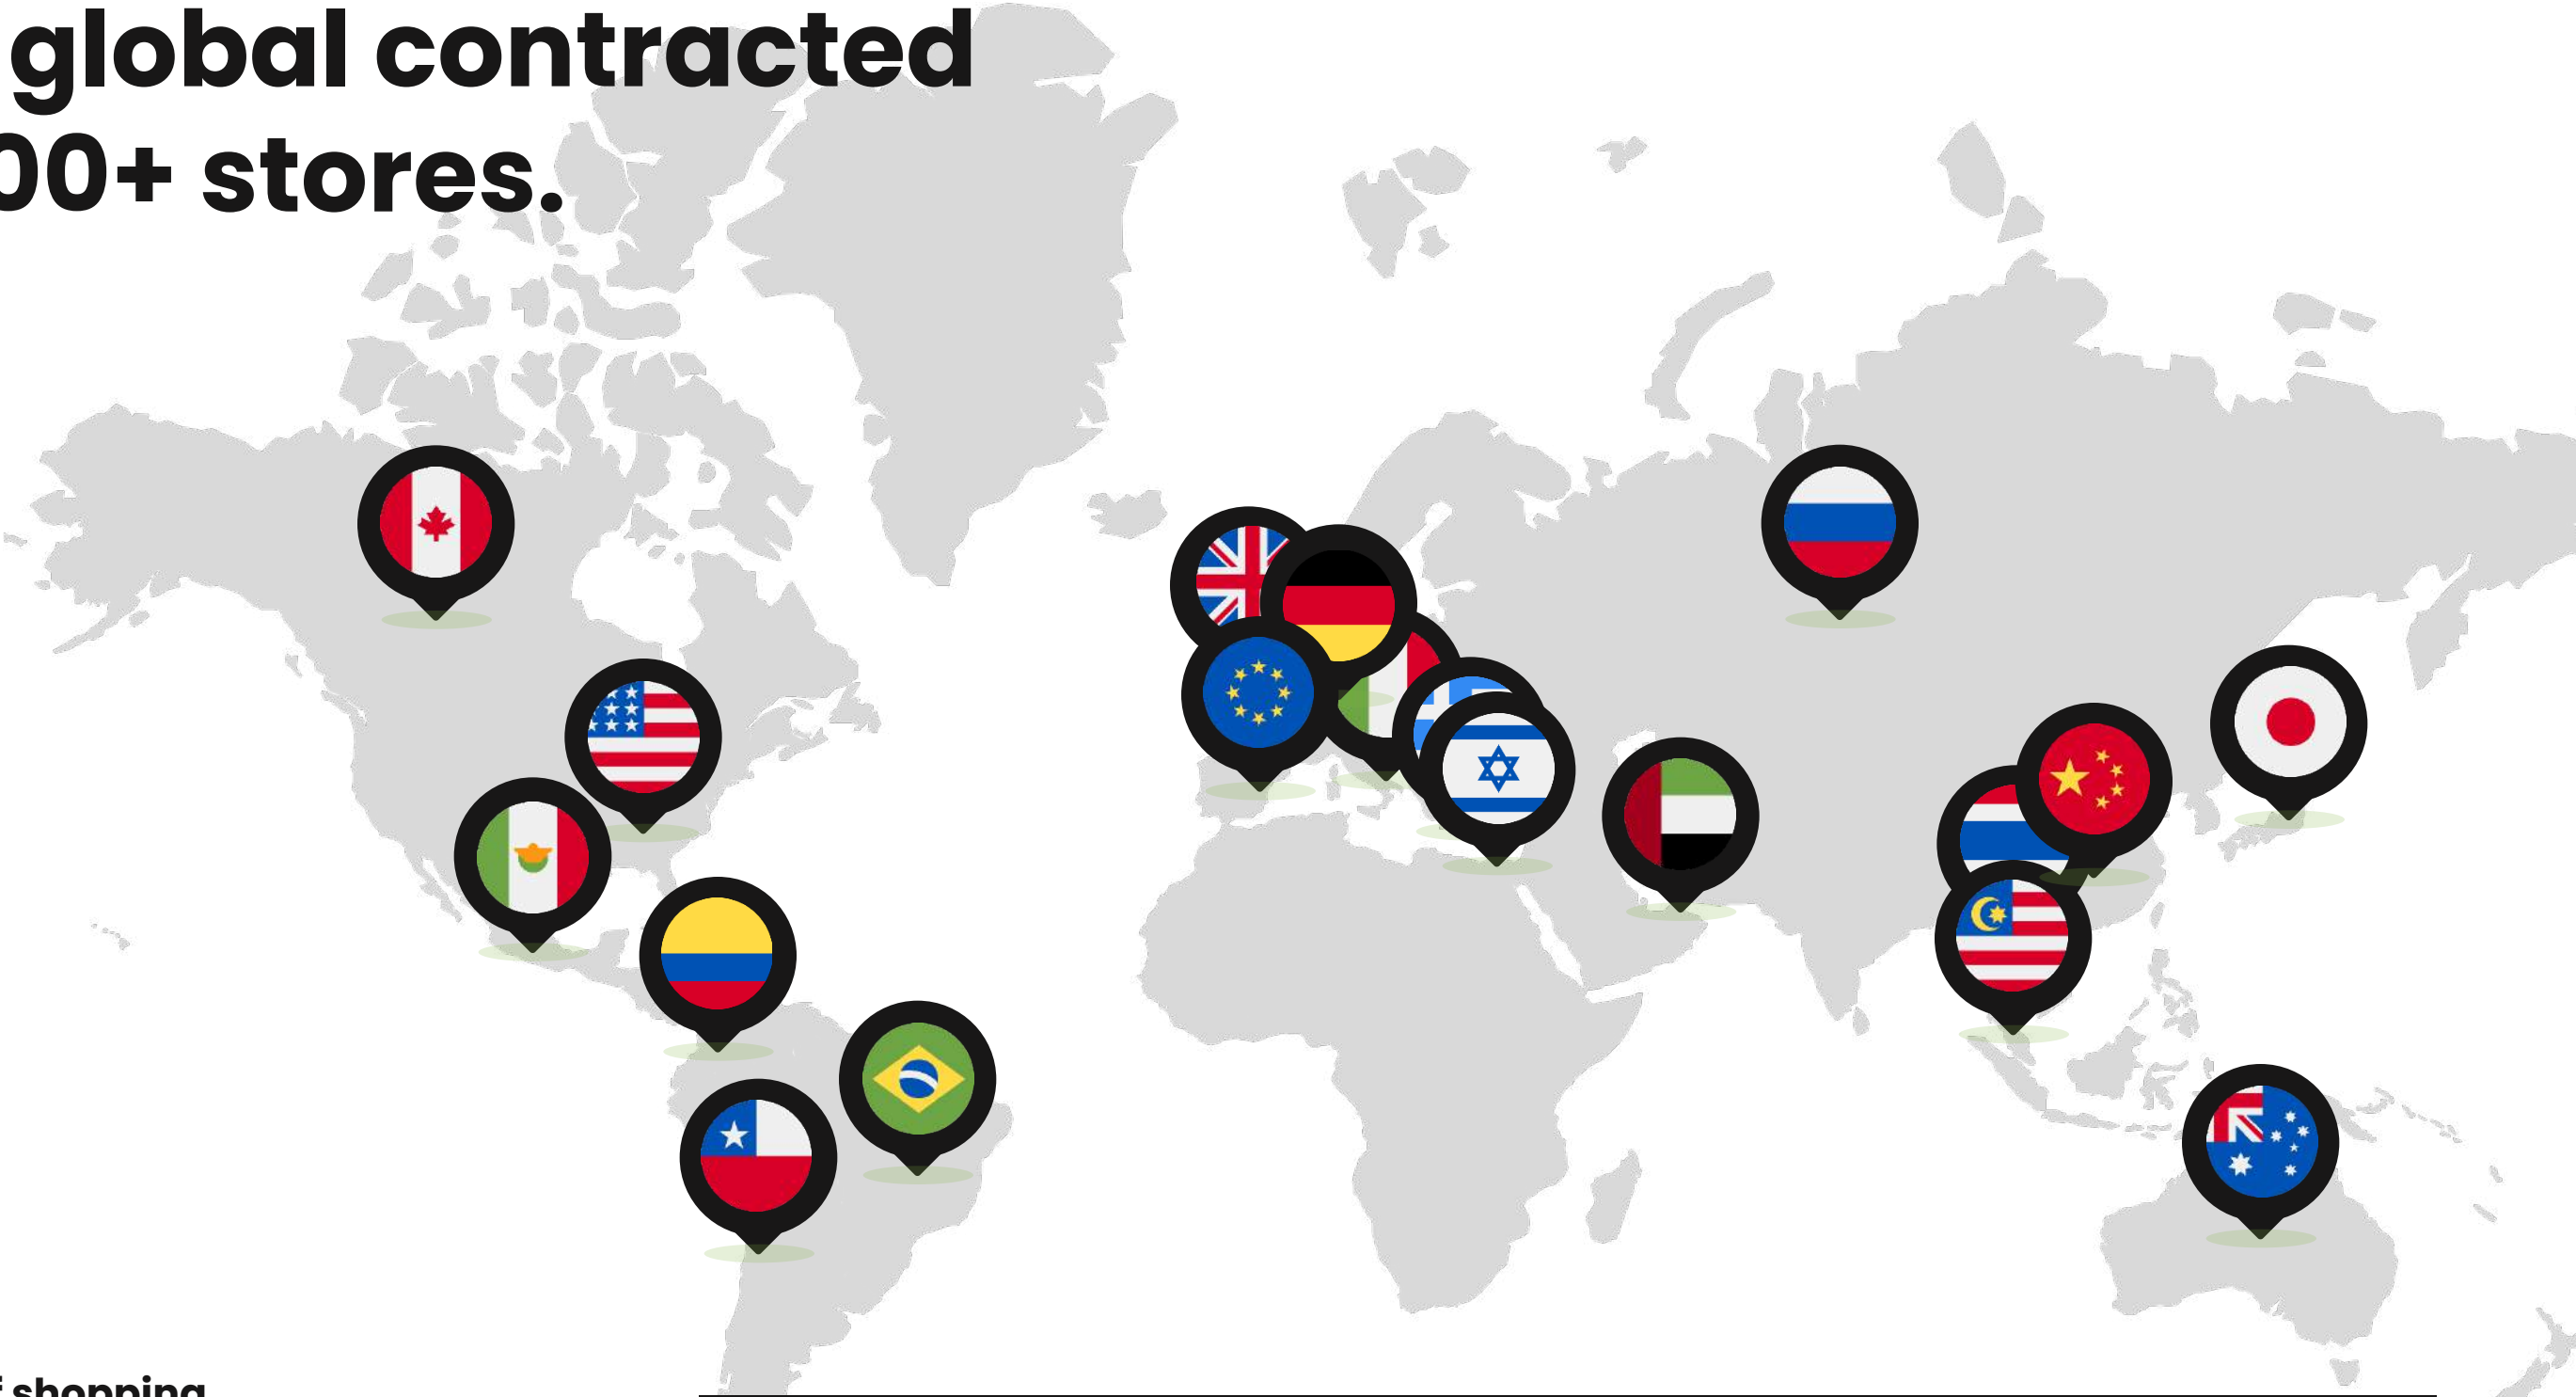 global contracted
00+ stores.
shopping